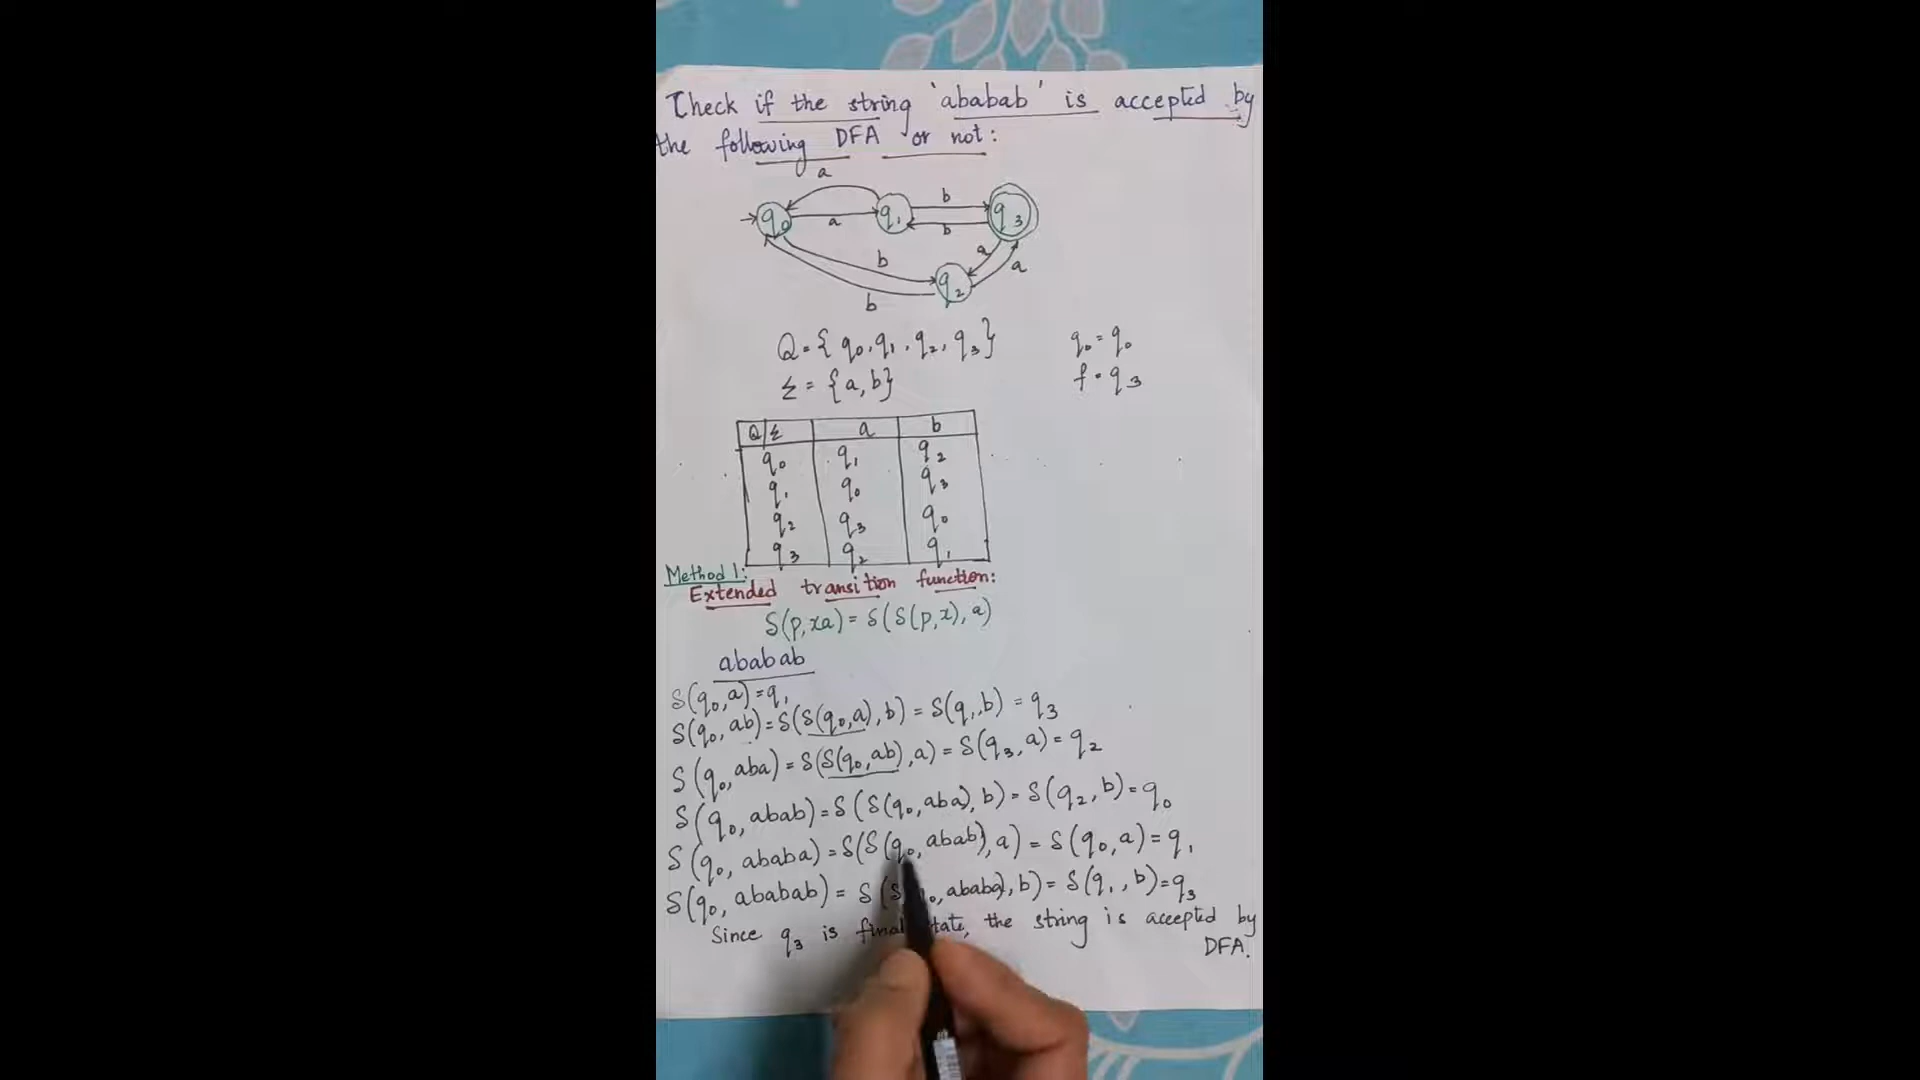 Check if the string 'ababab' is accepted by
the following DFA or not:
a
q₀ a q₁ b q₃
b
b a
q₂ a
b
Q = {q₀, q₁, q₂, q₃} q₀ = q₀
Σ = {a, b} f = q₃
Q Σ a b
q₀ q₁ q₂
q₁ q₀ q₃
q₂ q₃ q₀
q₃ q₂ q₁
Method 1:
Extended transition function:
δ(p, xa) = δ(δ(p, x), a)
ababab
δ(q₀, a) = q₁
δ(q₀, ab) = δ(δ(q₀, a), b) = δ(q₁, b) = q₃
δ(q₀, aba) = δ(δ(q₀, ab), a) = δ(q₃, a) = q₂
δ(q₀, abab) = δ(δ(q₀, aba), b) = δ(q₂, b) = q₀
δ(q₀, ababa) = δ(δ(q₀, abab), a) = δ(q₀, a) = q₁
δ(q₀, ababab) = δ(δ(q₀, ababa), b) = δ(q₁, b) = q₃
Since q₃ is final state, the string is accepted by
DFA.